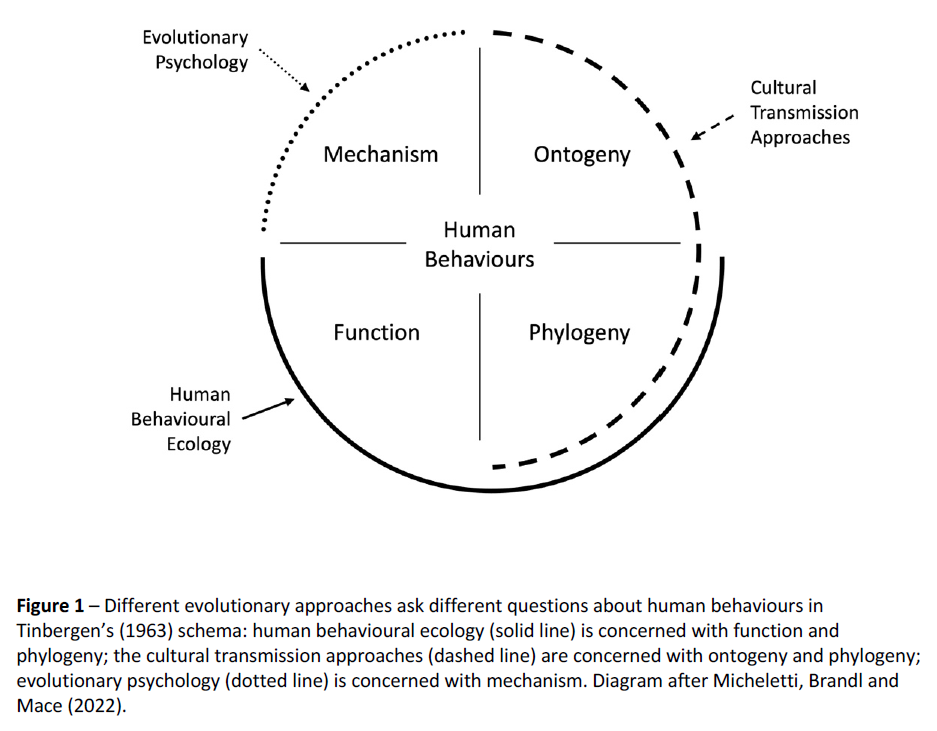 Evolutionary
Psychology
Cultural
Transmission
Approaches
Mechanism
Ontogeny
Human
Behaviours
Function
Phylogeny
Human
Behavioural
Ecology
Figure 1 – Different evolutionary approaches ask different questions about human behaviours in
Tinbergen’s (1963) schema: human behavioural ecology (solid line) is concerned with function and
phylogeny; the cultural transmission approaches (dashed line) are concerned with ontogeny and phylogeny;
evolutionary psychology (dotted line) is concerned with mechanism. Diagram after Micheletti, Brandl and
Mace (2022).